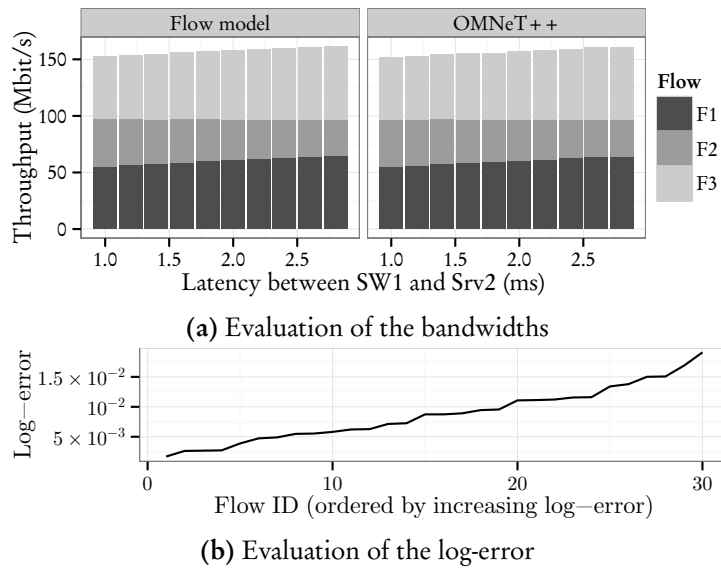 Flow model
OMNeT++
Throughput (Mbit/s)
150
100
50
0
1.0 1.5 2.0 2.5
1.0 1.5 2.0 2.5
Latency between SW1 and Srv2 (ms)
Flow
F1
F2
F3
(a) Evaluation of the bandwidths
Log−error
1.5 × 10⁻²
10⁻²
5 × 10⁻³
0 10 20 30
Flow ID (ordered by increasing log−error)
(b) Evaluation of the log-error